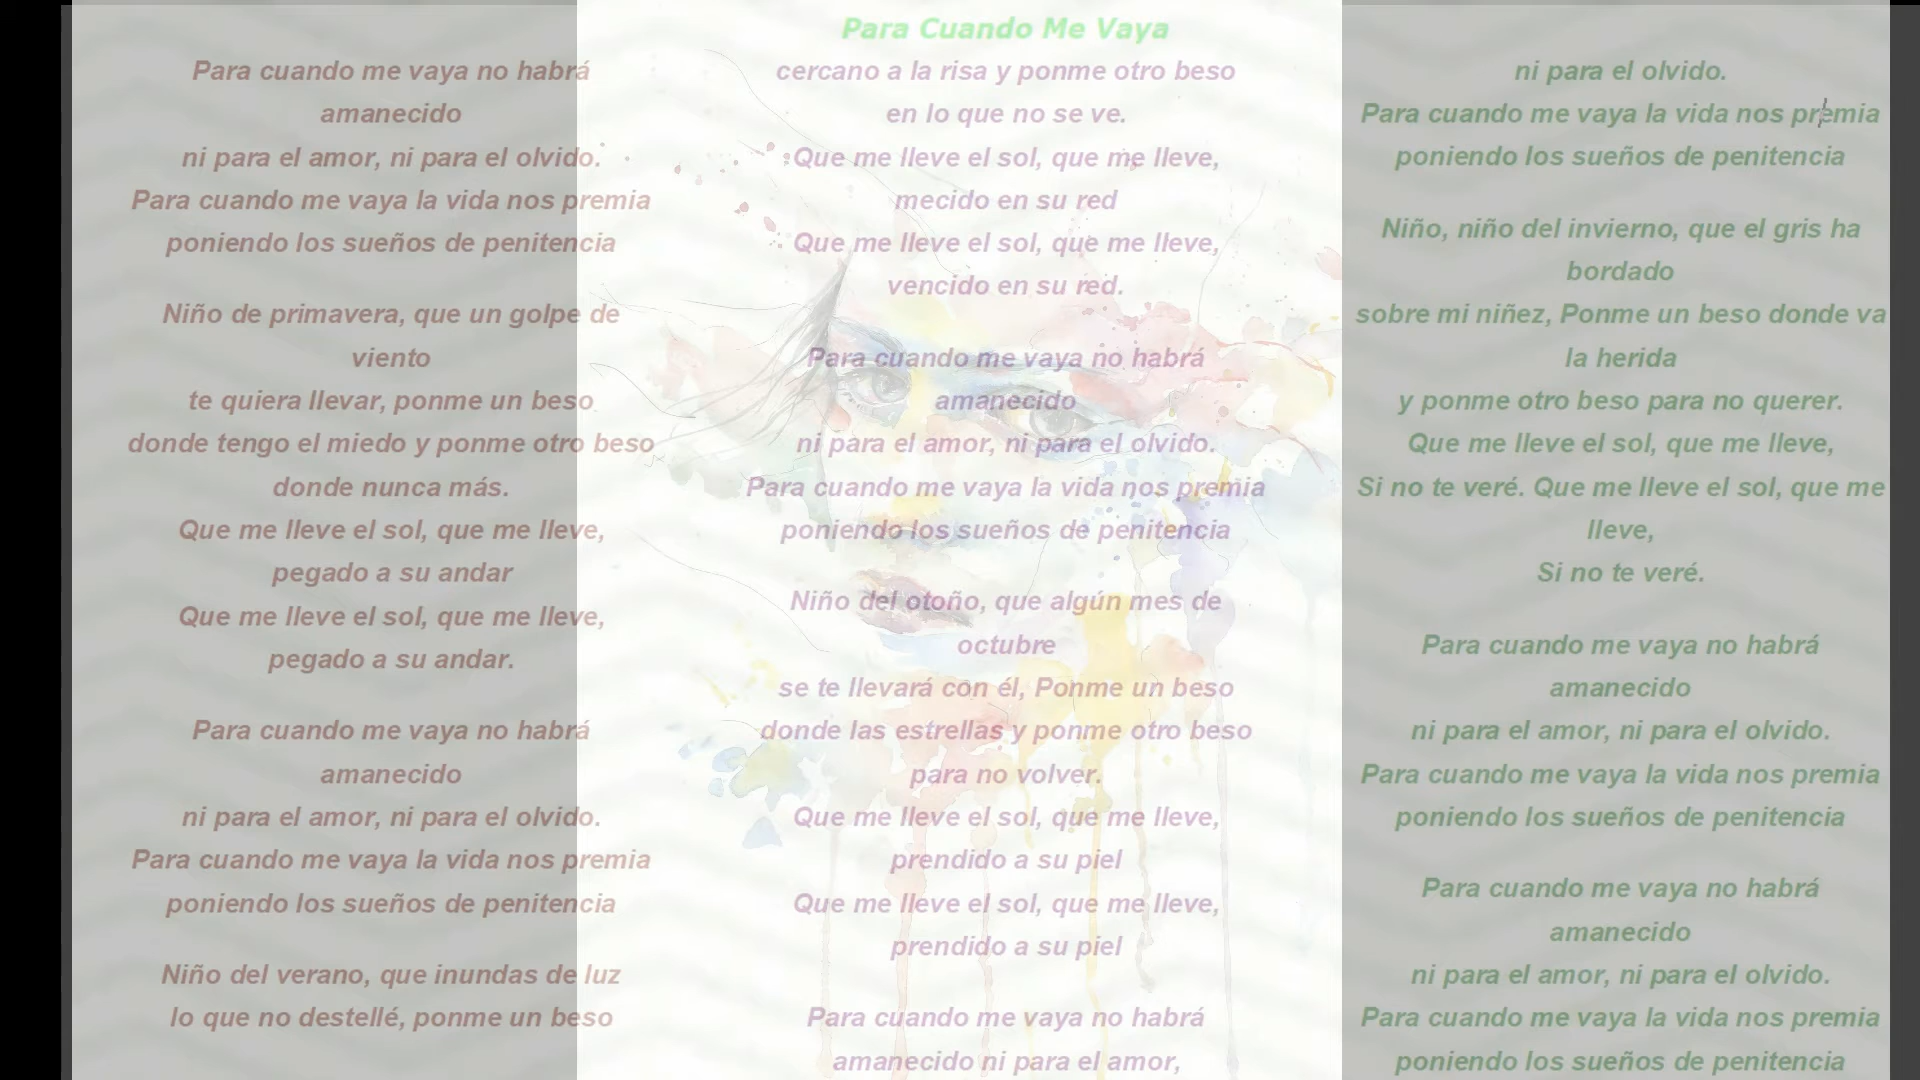 Para Cuando Me Vaya
Para cuando me vaya no habrá
amanecido
ni para el amor, ni para el olvido.
Para cuando me vaya la vida nos premia
poniendo los sueños de penitencia
Niño de primavera, que un golpe de
viento
te quiera llevar, ponme un beso
donde tengo el miedo y ponme otro beso
donde nunca más.
Que me lleve el sol, que me lleve,
pegado a su andar
Que me lleve el sol, que me lleve,
pegado a su andar.
Para cuando me vaya no habrá
amanecido
ni para el amor, ni para el olvido.
Para cuando me vaya la vida nos premia
poniendo los sueños de penitencia
Niño del verano, que inundas de luz
lo que no destellé, ponme un beso
cercano a la risa y ponme otro beso
en lo que no se ve.
Que me lleve el sol, que me lleve,
mecido en su red
Que me lleve el sol, que me lleve,
vencido en su red.
Para cuando me vaya no habrá
amanecido
ni para el amor, ni para el olvido.
Para cuando me vaya la vida nos premia
poniendo los sueños de penitencia
Niño del otoño, que algún mes de
octubre
se te llevará con él, Ponme un beso
donde las estrellas y ponme otro beso
para no volver.
Que me lleve el sol, que me lleve,
prendido a su piel
Que me lleve el sol, que me lleve,
prendido a su piel
Para cuando me vaya no habrá
amanecido ni para el amor,
ni para el olvido.
Para cuando me vaya la vida nos premia
poniendo los sueños de penitencia
Niño, niño del invierno, que el gris ha
bordado
sobre mi niñez, Ponme un beso donde va
la herida
y ponme otro beso para no querer.
Que me lleve el sol, que me lleve,
Si no te veré. Que me lleve el sol, que me
lleve,
Si no te veré.
Para cuando me vaya no habrá
amanecido
ni para el amor, ni para el olvido.
Para cuando me vaya la vida nos premia
poniendo los sueños de penitencia
Para cuando me vaya no habrá
amanecido
ni para el amor, ni para el olvido.
Para cuando me vaya la vida nos premia
poniendo los sueños de penitencia